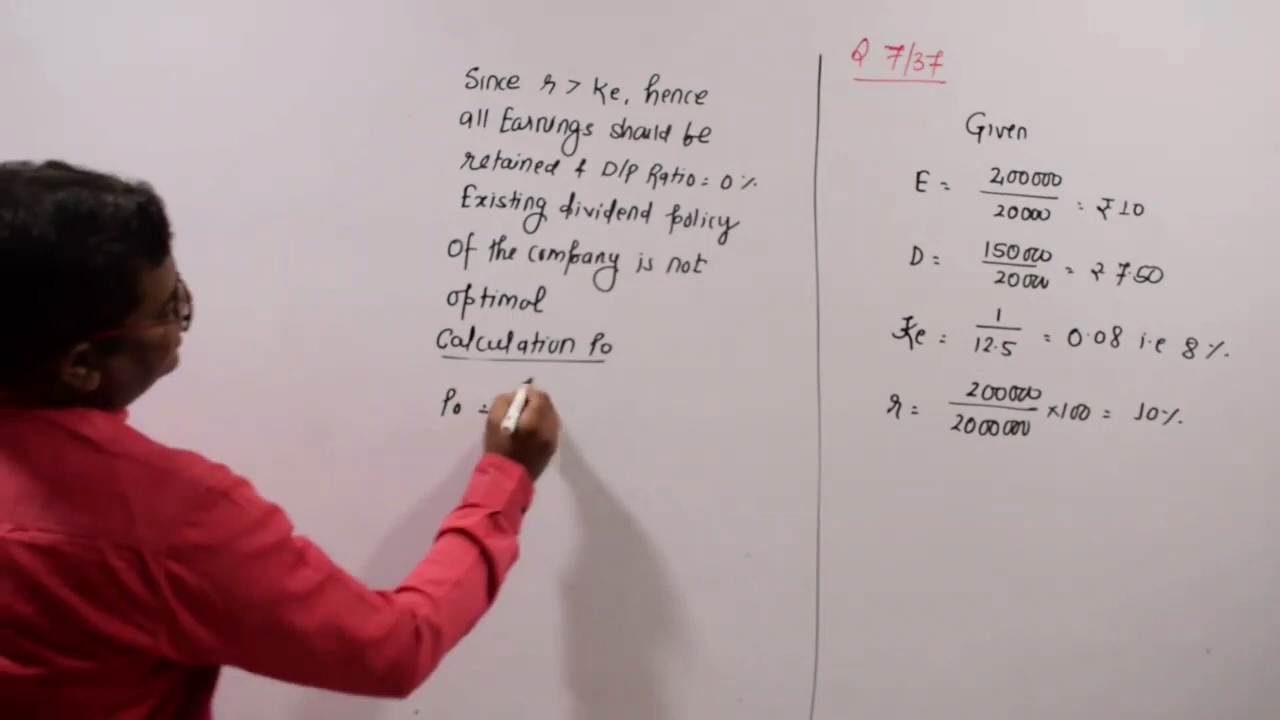 Since r > Ke, hence
all Earnings should be
retained & D/P Ratio = 0 %
Existing dividend policy
of the company is not
optimal
Calculation Po
Po =
Q 7/37
Given
E = 2,00000 / 20000 = ₹ 10
D = 150000 / 20000 = ₹ 7.50
Ke = 1 / 12.5 = 0.08 i.e 8 %
r = 200000 / 2000000 × 100 = 10 %